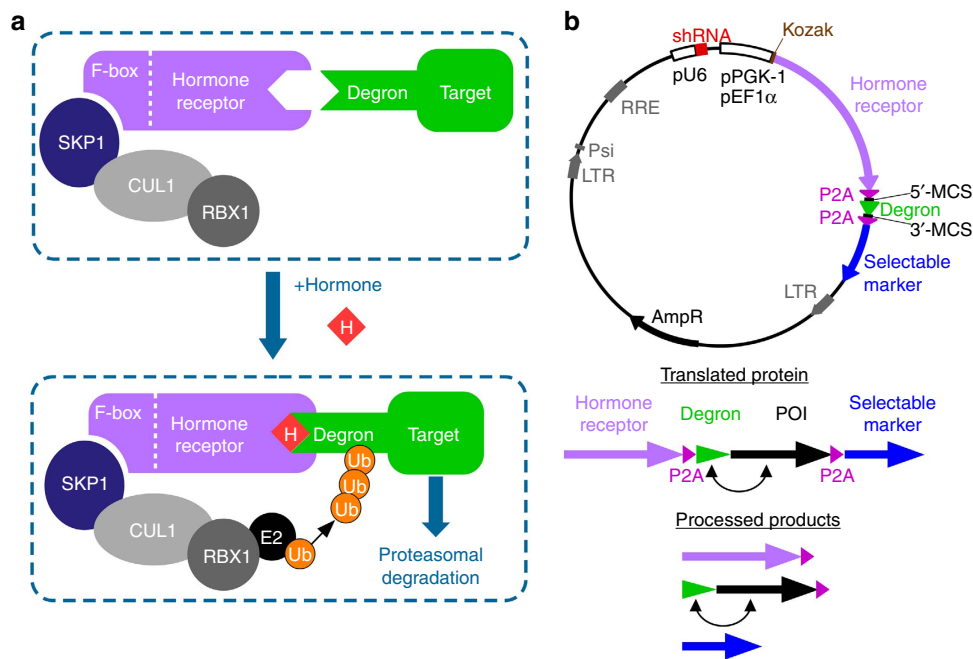 a
F-box
Hormone
receptor
Degron
Target
SKP1
CUL1
RBX1
+Hormone
H
F-box
Hormone
receptor
H
Degron
Target
Ub
Ub
Ub
SKP1
CUL1
RBX1
E2
Ub
Proteasomal
degradation
b
shRNA
Kozak
pU6
pPGK-1
pEF1α
Hormone
receptor
RRE
Psi
LTR
P2A
5′-MCS
Degron
P2A
3′-MCS
Selectable
marker
LTR
AmpR
Translated protein
Hormone
receptor
Degron
POI
Selectable
marker
P2A
P2A
Processed products